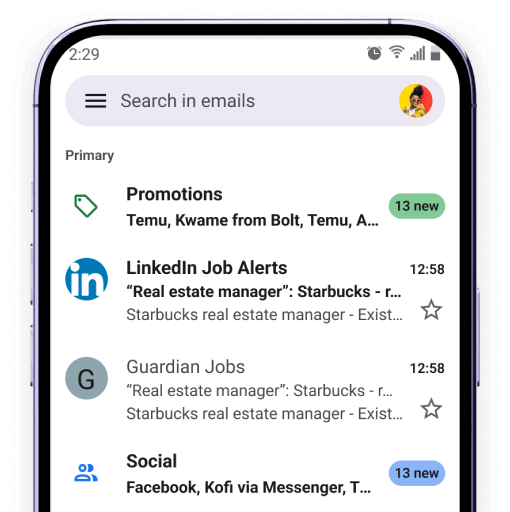 2:29
Search in emails
Primary
Promotions
13 new
Temu, Kwame from Bolt, Temu, A...
in
LinkedIn Job Alerts
12:58
“Real estate manager”: Starbucks - r...
Starbucks real estate manager - Exist...
G
Guardian Jobs
12:58
“Real estate manager”: Starbucks - r...
Starbucks real estate manager - Exist...
Social
13 new
Facebook, Kofi via Messenger, T...